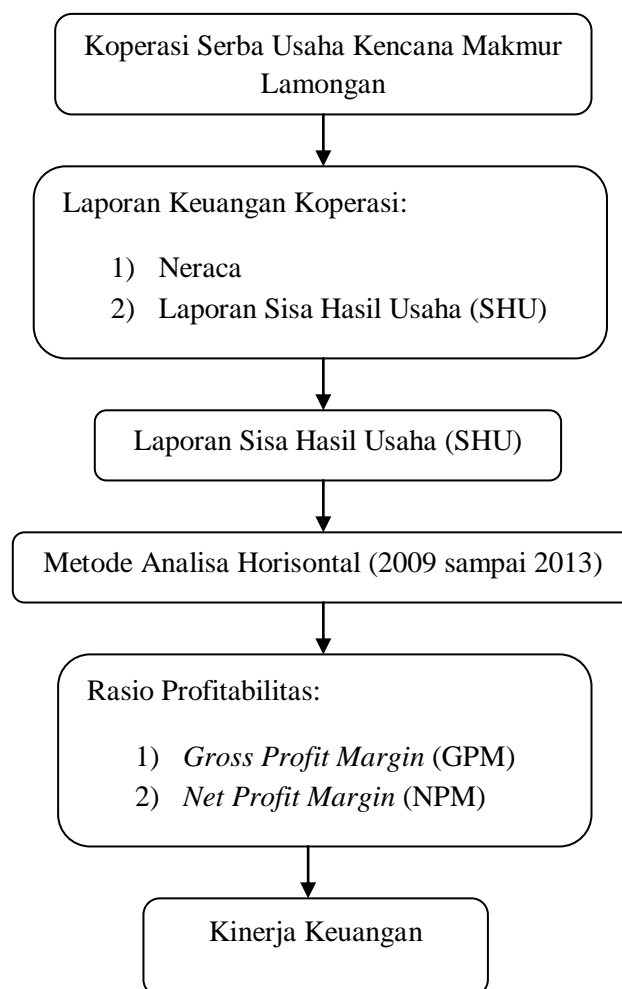 Koperasi Serba Usaha Kencana Makmur
Lamongan
Laporan Keuangan Koperasi:
1) Neraca
2) Laporan Sisa Hasil Usaha (SHU)
Laporan Sisa Hasil Usaha (SHU)
Metode Analisa Horisontal (2009 sampai 2013)
Rasio Profitabilitas:
1) Gross Profit Margin (GPM)
2) Net Profit Margin (NPM)
Kinerja Keuangan